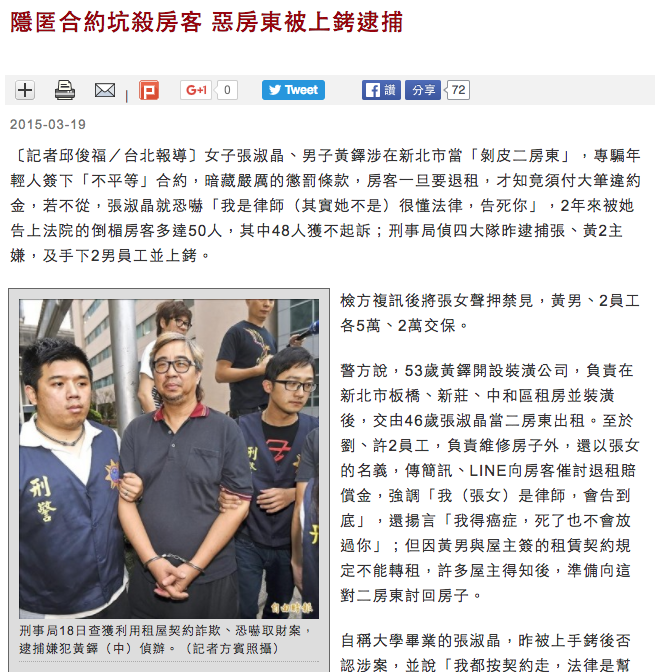 隱匿合約坑殺房客 惡房東被上銬逮捕
G+1 0 Tweet 讚 分享 72
2015-03-19
〔記者邱俊福／台北報導〕女子張淑晶、男子黃鐸涉在新北市當「剝皮二房東」，專騙年
輕人簽下「不平等」合約，暗藏嚴厲的懲罰條款，房客一旦要退租，才知竟須付大筆違約
金，若不從，張淑晶就恐嚇「我是律師（其實她不是）很懂法律，告死你」，2年來被她
告上法院的倒楣房客多達50人，其中48人獲不起訴；刑事局偵四大隊昨逮捕張、黃2主
嫌，及手下2男員工並上銬。
檢方複訊後將張女聲押禁見，黃男、2員工
各5萬、2萬交保。
警方說，53歲黃鐸開設裝潢公司，負責在
新北市板橋、新莊、中和區租房並裝潢
後，交由46歲張淑晶當二房東出租。至於
劉、許2員工，負責維修房子外，還以張女
的名義，傳簡訊、LINE向房客催討退租賠
償金，強調「我（張女）是律師，會告到
底」，還揚言「我得癌症，死了也不會放
過你」；但因黃男與屋主簽的租賃契約規
定不能轉租，許多屋主得知後，準備向這
對二房東討回房子。
自稱大學畢業的張淑晶，昨被上手銬後否
認涉案，並說「我都按契約走，法律是幫
刑警
刑
自由時報
刑事局18日查獲利用租屋契約詐欺、恐嚇取財案，
逮捕嫌犯黃鐸（中）偵辦。（記者方賓照攝）